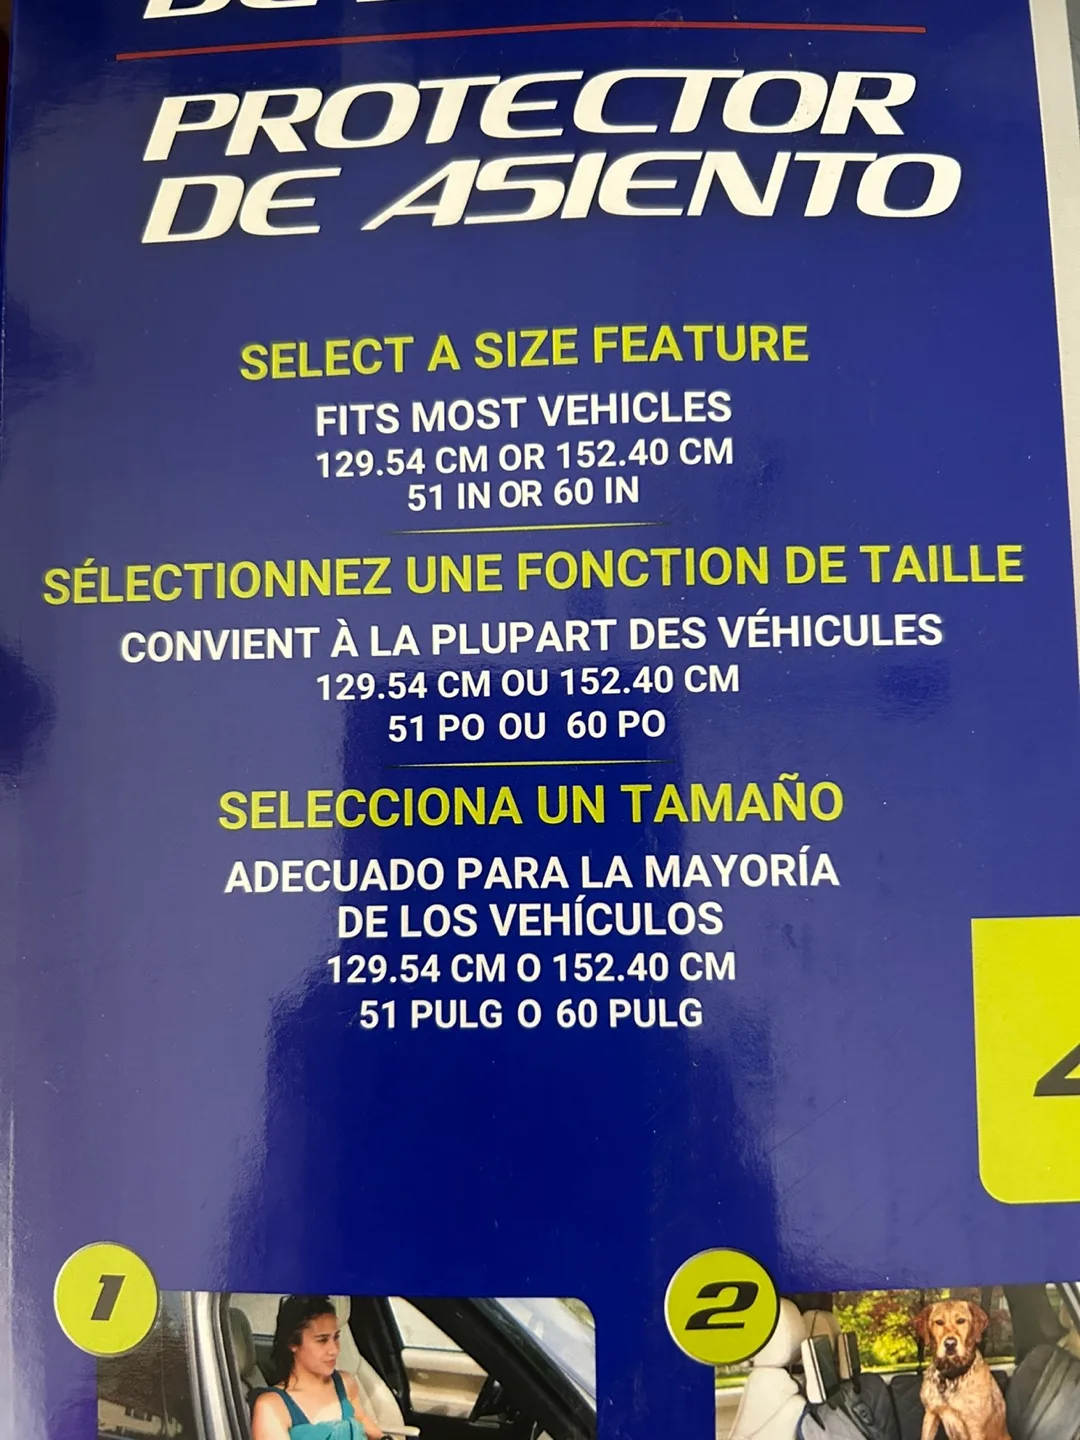 PROTECTOR
DE ASIENTO
SELECT A SIZE FEATURE
FITS MOST VEHICLES
129.54 CM OR 152.40 CM
51 IN OR 60 IN
SÉLECTIONNEZ UNE FONCTION DE TAILLE
CONVIENT À LA PLUPART DES VÉHICULES
129.54 CM OU 152.40 CM
51 PO OU 60 PO
SELECCIONA UN TAMAÑO
ADECUADO PARA LA MAYORÍA
DE LOS VEHÍCULOS
129.54 CM O 152.40 CM
51 PULG O 60 PULG
1
2